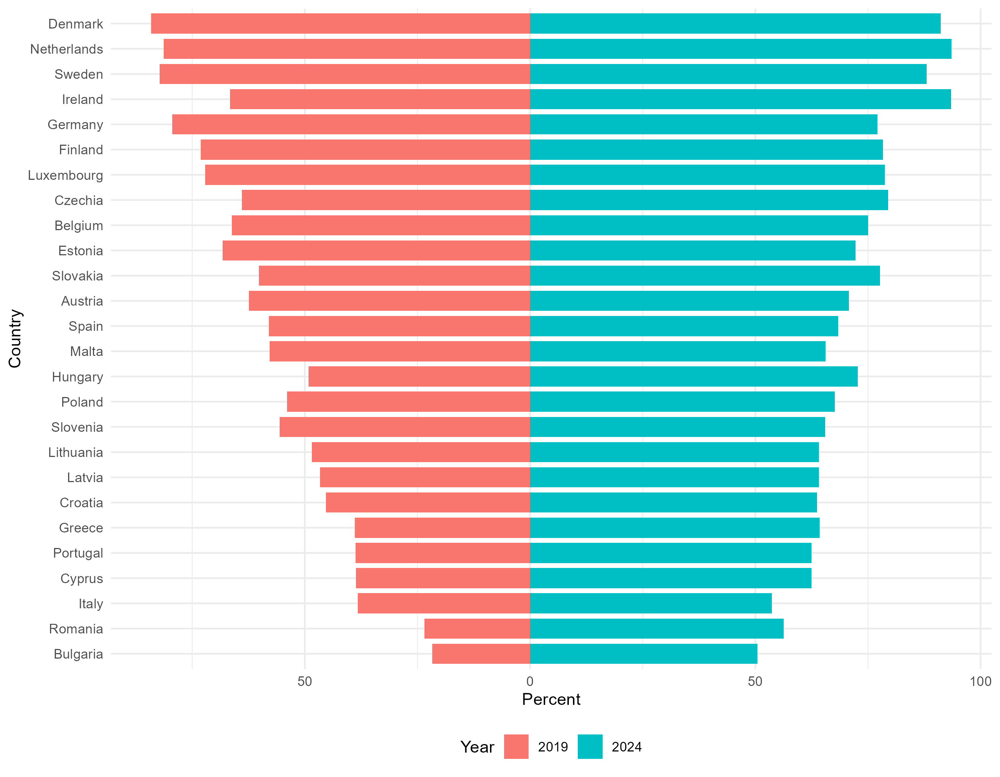 Denmark
Netherlands
Sweden
Ireland
Germany
Finland
Luxembourg
Czechia
Belgium
Estonia
Slovakia
Austria
Spain
Malta
Hungary
Poland
Slovenia
Lithuania
Latvia
Croatia
Greece
Portugal
Cyprus
Italy
Romania
Bulgaria
Country
50 0 50 100
Percent
Year 2019 2024